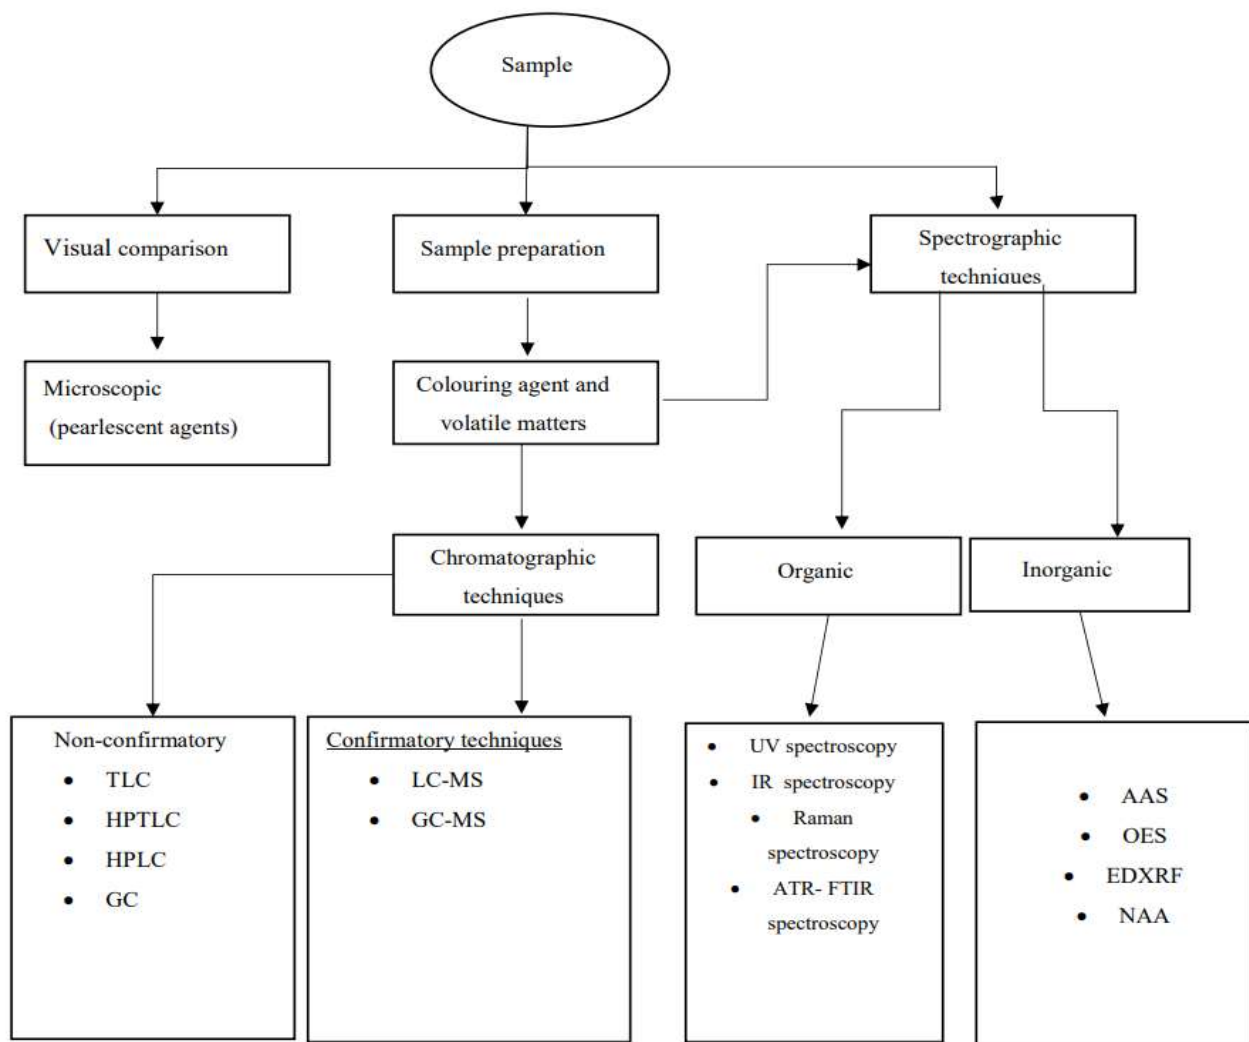 Sample
Visual comparison
Sample preparation
Spectrographic
techniques
Microscopic
(pearlescent agents)
Colouring agent and
volatile matters
Chromatographic
techniques
Organic
Inorganic
Non-confirmatory
• TLC
• HPTLC
• HPLC
• GC
Confirmatory techniques
• LC-MS
• GC-MS
• UV spectroscopy
• IR spectroscopy
• Raman
spectroscopy
• ATR- FTIR
spectroscopy
• AAS
• OES
• EDXRF
• NAA